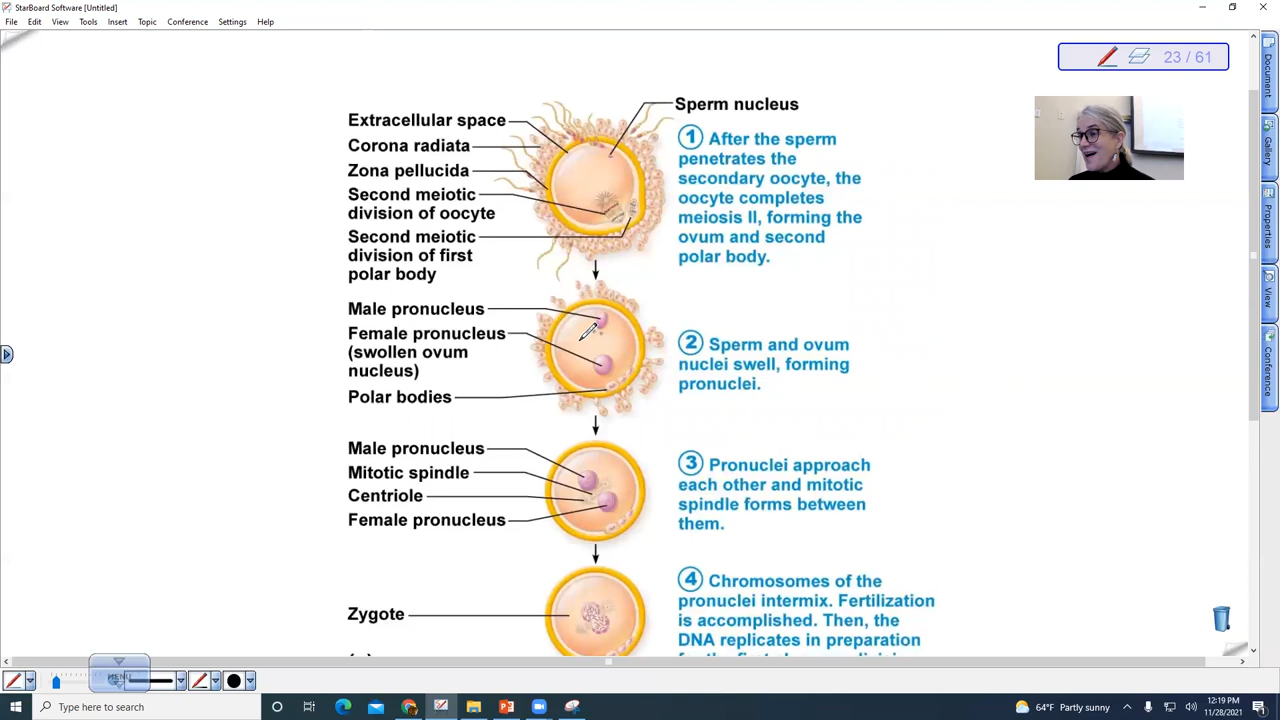 StarBoard Software [Untitled]
File Edit View Tools Insert Topic Conference Settings Help
23 / 61
Sperm nucleus
Extracellular space
Corona radiata
Zona pellucida
Second meiotic
division of oocyte
Second meiotic
division of first
polar body
1 After the sperm
penetrates the
secondary oocyte, the
oocyte completes
meiosis II, forming the
ovum and second
polar body.
Male pronucleus
Female pronucleus
(swollen ovum
nucleus)
Polar bodies
2 Sperm and ovum
nuclei swell, forming
pronuclei.
Male pronucleus
Mitotic spindle
Centriole
Female pronucleus
3 Pronuclei approach
each other and mitotic
spindle forms between
them.
Zygote
4 Chromosomes of the
pronuclei intermix. Fertilization
is accomplished. Then, the
DNA replicates in preparation
Document
Gallery
Properties
View
Conference
MENU
Type here to search
64°F Partly sunny
12:19 PM
11/28/2021